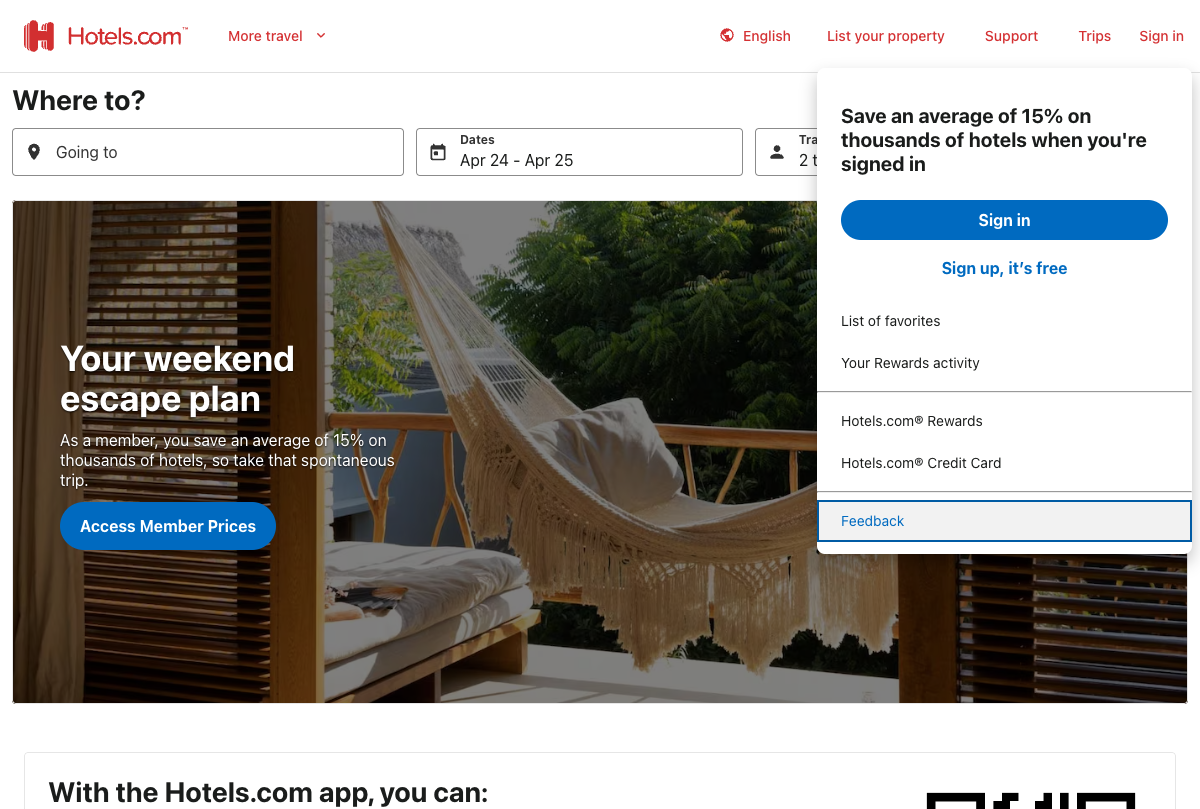 Hotels.com™
More travel
English
List your property
Support
Trips
Sign in
Where to?
Going to
Dates
Apr 24 - Apr 25
Save an average of 15% on
thousands of hotels when you're
signed in
Sign in
Sign up, it's free
List of favorites
Your Rewards activity
Hotels.com® Rewards
Hotels.com® Credit Card
Feedback
Your weekend
escape plan
As a member, you save an average of 15% on
thousands of hotels, so take that spontaneous
trip.
Access Member Prices
With the Hotels.com app, you can: